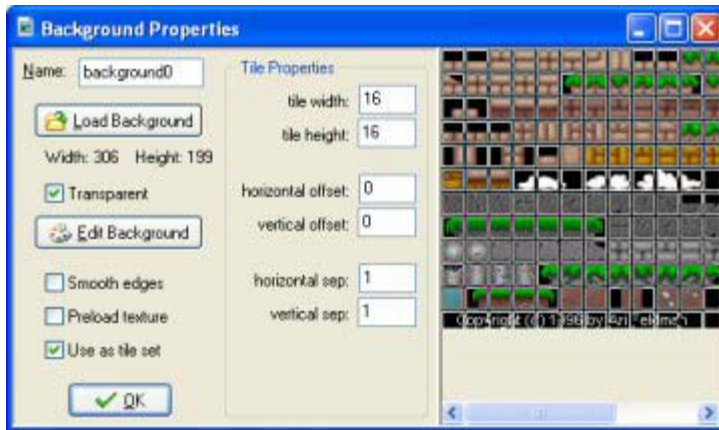 Background Properties
Name: background0
Load Background
Width: 306 Height: 199
Transparent
Edit Background
Smooth edges
Preload texture
Use as tile set
OK
Tile Properties
tile width: 16
tile height: 16
horizontal offset: 0
vertical offset: 0
horizontal sep: 1
vertical sep: 1
by Ari